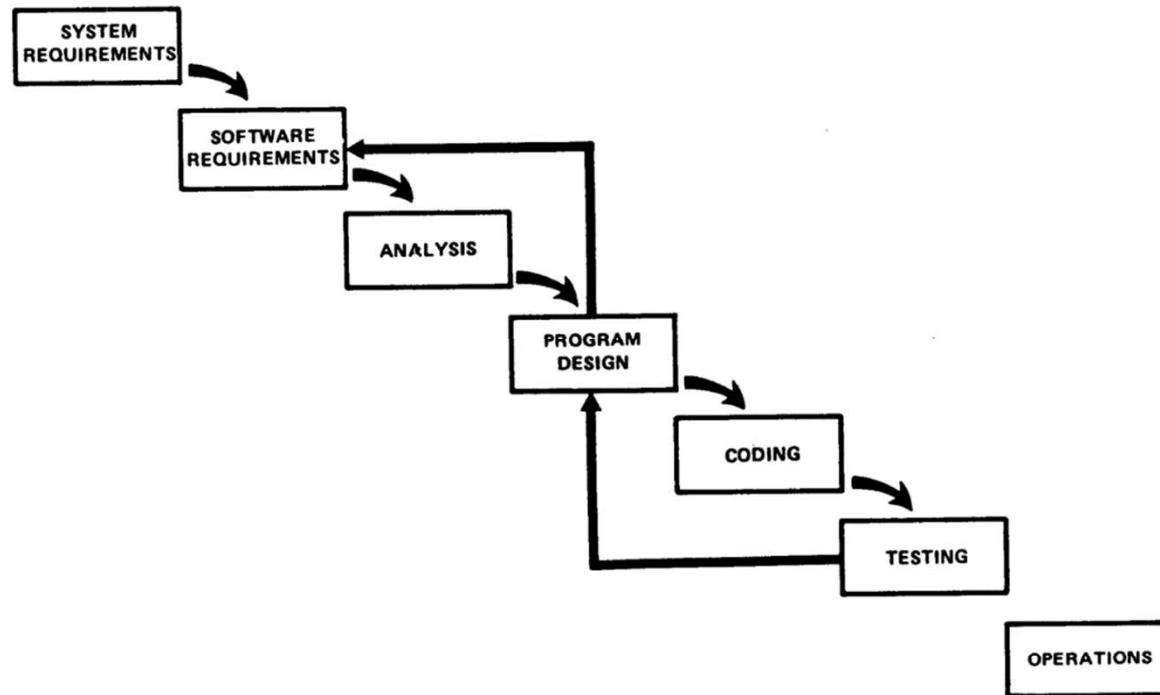 SYSTEM
REQUIREMENTS
SOFTWARE
REQUIREMENTS
ANALYSIS
PROGRAM
DESIGN
CODING
TESTING
OPERATIONS